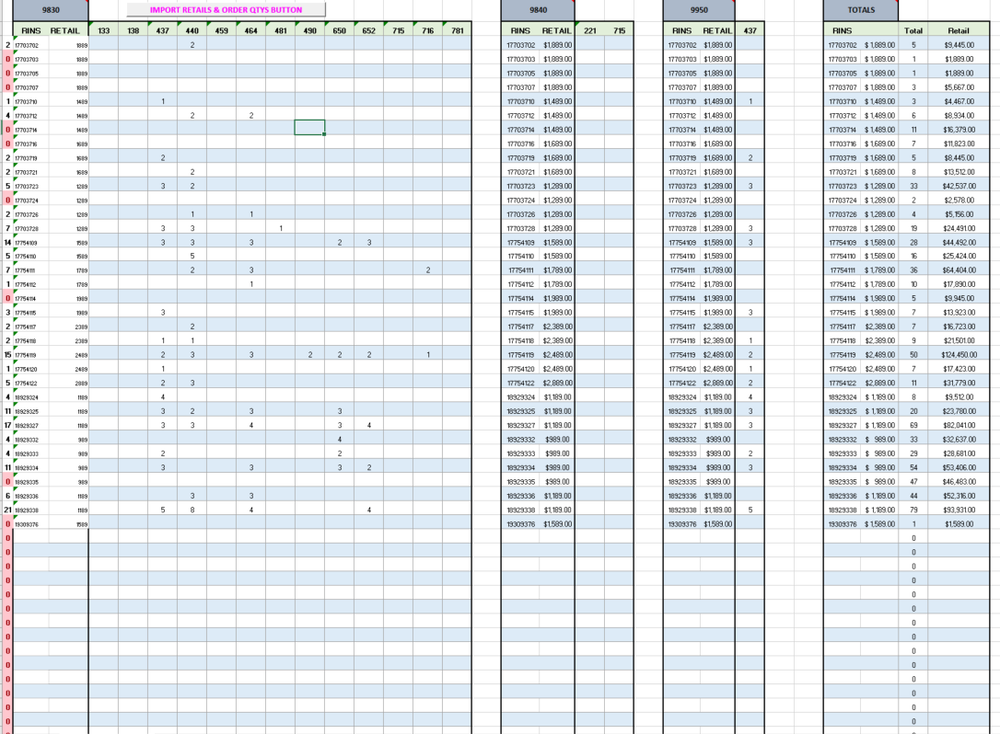 9830 IMPORT RETAILS & ORDER QTYS BUTTON 9840 9950 TOTALS
RINS RETAIL 133 138 437 440 459 464 481 490 650 652 715 716 781 RINS RETAIL 221 715 RINS RETAIL 437 RINS Total Retail
2 17703702 1889 2 17703702 $1,889.00 17703702 $1,889.00 17703702 $ 1,889.00 5 $9,445.00
0 17703703 1889 17703703 $1,889.00 17703703 $1,889.00 17703703 $ 1,889.00 1 $1,889.00
0 17703705 1889 17703705 $1,889.00 17703705 $1,889.00 17703705 $ 1,889.00 1 $1,889.00
0 17703707 1889 17703707 $1,889.00 17703707 $1,889.00 17703707 $ 1,889.00 3 $5,667.00
1 17703710 1489 1 17703710 $1,489.00 17703710 $1,489.00 1 17703710 $ 1,489.00 3 $4,467.00
4 17703712 1489 2 2 17703712 $1,489.00 17703712 $1,489.00 17703712 $ 1,489.00 6 $8,934.00
0 17703714 1489 17703714 $1,489.00 17703714 $1,489.00 17703714 $ 1,489.00 11 $16,379.00
0 17703716 1689 17703716 $1,689.00 17703716 $1,689.00 17703716 $ 1,689.00 7 $11,823.00
2 17703719 1689 2 17703719 $1,689.00 17703719 $1,689.00 2 17703719 $ 1,689.00 5 $8,445.00
2 17703721 1689 2 17703721 $1,689.00 17703721 $1,689.00 17703721 $ 1,689.00 8 $13,512.00
5 17703723 1289 3 2 17703723 $1,289.00 17703723 $1,289.00 3 17703723 $ 1,289.00 33 $42,537.00
0 17703724 1289 17703724 $1,289.00 17703724 $1,289.00 17703724 $ 1,289.00 2 $2,578.00
2 17703726 1289 1 1 17703726 $1,289.00 17703726 $1,289.00 17703726 $ 1,289.00 4 $5,156.00
7 17703728 1289 3 3 1 17703728 $1,289.00 17703728 $1,289.00 3 17703728 $ 1,289.00 19 $24,491.00
14 17754109 1589 3 3 3 2 3 17754109 $1,589.00 17754109 $1,589.00 3 17754109 $ 1,589.00 28 $44,492.00
5 17754110 1589 5 17754110 $1,589.00 17754110 $1,589.00 17754110 $ 1,589.00 16 $25,424.00
7 17754111 1789 2 3 2 17754111 $1,789.00 17754111 $1,789.00 17754111 $ 1,789.00 36 $64,404.00
1 17754112 1789 1 17754112 $1,789.00 17754112 $1,789.00 17754112 $ 1,789.00 10 $17,890.00
0 17754114 1989 17754114 $1,989.00 17754114 $1,989.00 17754114 $ 1,989.00 5 $9,945.00
3 17754115 1989 3 17754115 $1,989.00 17754115 $1,989.00 3 17754115 $ 1,989.00 7 $13,923.00
2 17754117 2389 2 17754117 $2,389.00 17754117 $2,389.00 17754117 $ 2,389.00 7 $16,723.00
2 17754118 2389 1 1 17754118 $2,389.00 17754118 $2,389.00 1 17754118 $ 2,389.00 9 $21,501.00
15 17754119 2489 2 3 3 2 2 2 1 17754119 $2,489.00 17754119 $2,489.00 2 17754119 $ 2,489.00 50 $124,450.00
1 17754120 2489 1 17754120 $2,489.00 17754120 $2,489.00 1 17754120 $ 2,489.00 7 $17,423.00
5 17754122 2889 2 3 17754122 $2,889.00 17754122 $2,889.00 2 17754122 $ 2,889.00 11 $31,779.00
4 18929324 1189 4 18929324 $1,189.00 18929324 $1,189.00 4 18929324 $ 1,189.00 8 $9,512.00
11 18929325 1189 3 2 3 3 18929325 $1,189.00 18929325 $1,189.00 3 18929325 $ 1,189.00 20 $23,780.00
17 18929327 1189 3 3 4 3 4 18929327 $1,189.00 18929327 $1,189.00 3 18929327 $ 1,189.00 69 $82,041.00
4 18929332 989 4 18929332 $989.00 18929332 $989.00 18929332 $ 989.00 33 $32,637.00
4 18929333 989 2 2 18929333 $989.00 18929333 $989.00 2 18929333 $ 989.00 29 $28,681.00
11 18929334 989 3 3 3 2 18929334 $989.00 18929334 $989.00 3 18929334 $ 989.00 54 $53,406.00
0 18929335 989 18929335 $989.00 18929335 $989.00 18929335 $ 989.00 47 $46,483.00
6 18929336 1189 3 3 18929336 $1,189.00 18929336 $1,189.00 18929336 $ 1,189.00 44 $52,316.00
21 18929338 1189 5 8 4 4 18929338 $1,189.00 18929338 $1,189.00 5 18929338 $ 1,189.00 79 $93,931.00
0 19309376 1589 19309376 $1,589.00 19309376 $1,589.00 19309376 $ 1,589.00 1 $1,589.00
0 0
0 0
0 0
0 0
0 0
0 0
0 0
0 0
0 0
0 0
0 0
0 0
0 0
0 0